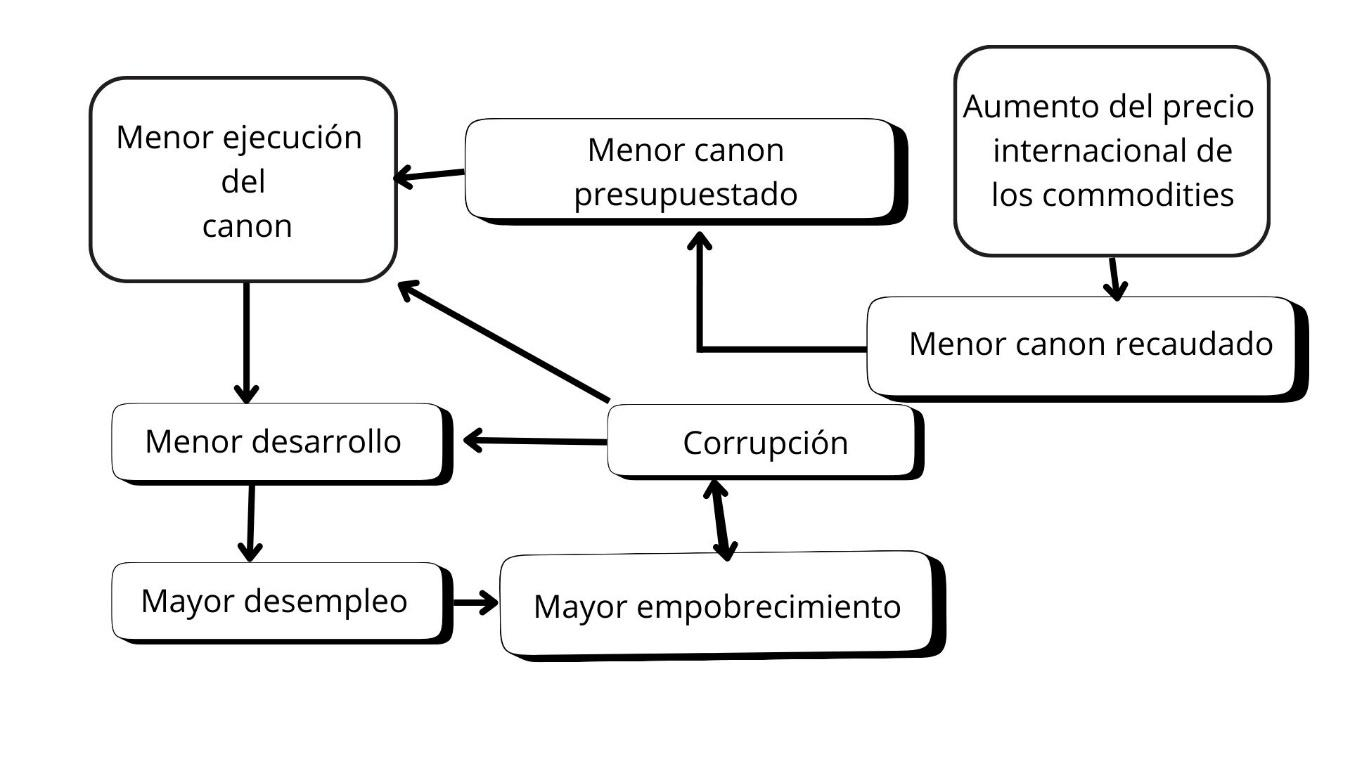 Menor ejecución
del
canon
Menor canon
presupuestado
Aumento del precio
internacional de
los commodities
Menor canon recaudado
Menor desarrollo
Corrupción
Mayor desempleo
Mayor empobrecimiento